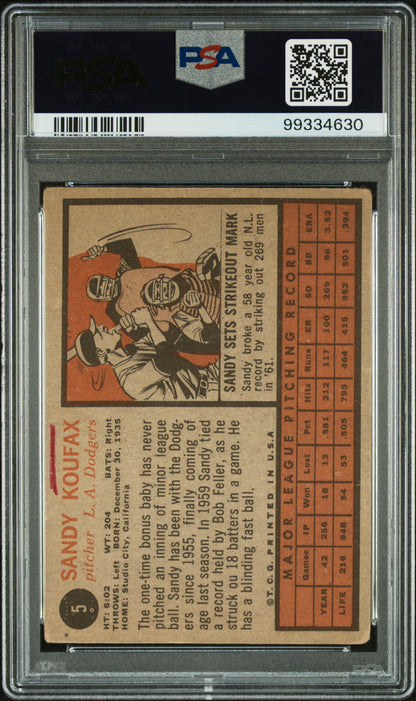 PSA
PSA
99334630
5
SANDY KOUFAX
pitcher L. A. Dodgers
HT: 6:02 WT: 204 BATS: Right
THROWS: Left BORN: December 30, 1935
HOME: Studio City, California
The one-time bonus baby has never
pitched an inning of minor league
ball. Sandy has been with the Dodg-
ers since 1955, finally coming of
age last season. In 1959 Sandy tied
a record held by Bob Feller, as he
struck ou 18 batters in a game. He
has a blinding fast ball.
SANDY SETS STRIKEOUT MARK
Sandy broke a 58 year old N.L.
record by striking out 269 men
in '61.
© T. C. G. PRINTED IN U.S.A
MAJOR LEAGUE PITCHING RECORD
Games IP Won Lost Pct Hits Runs ER SO BB ERA
YEAR 42 256 18 13 581 212 117 100 269 96 3.52
LIFE 216 948 54 53 .505 795 464 415 952 501 .394